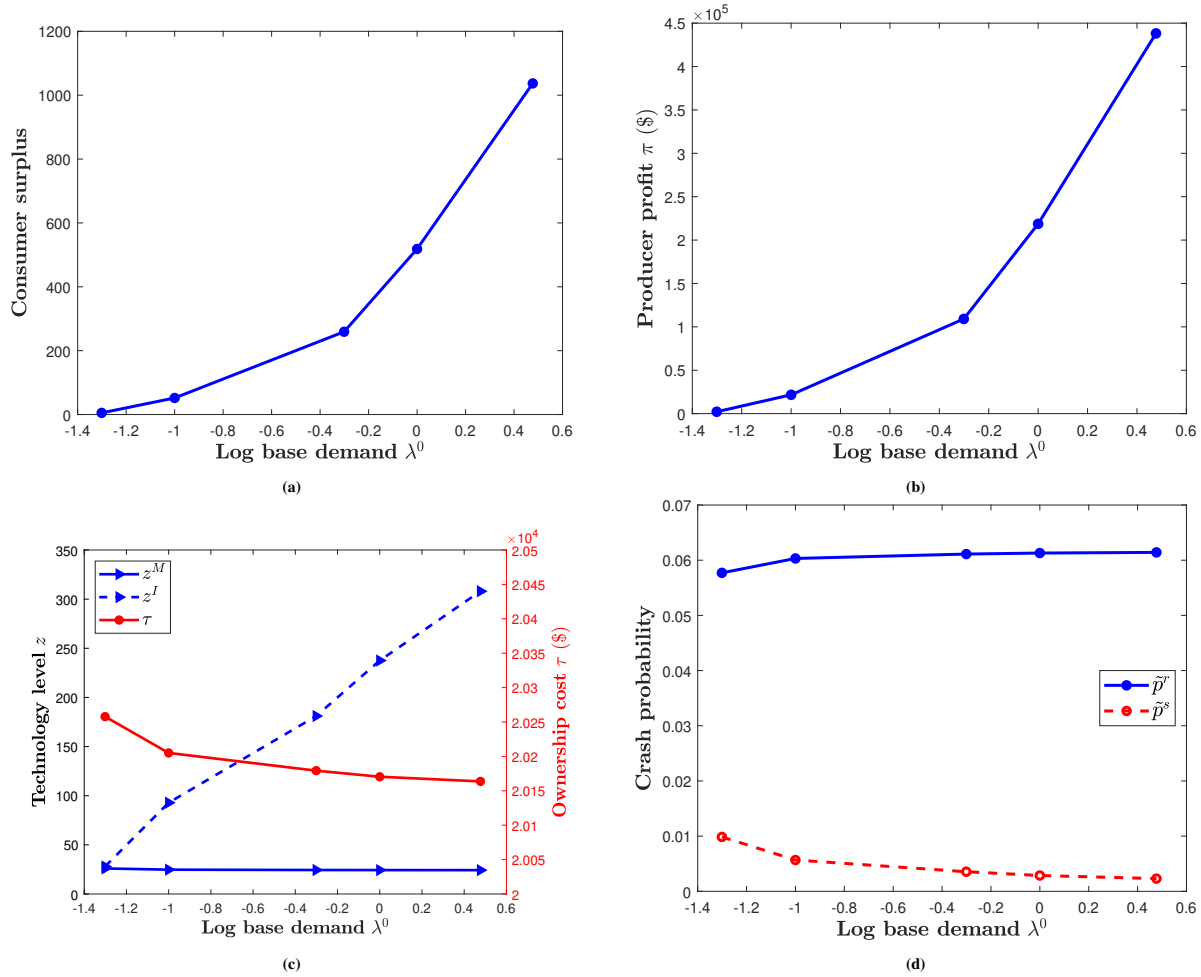 1200
1000
800
600
400
200
0
-1.4 -1.2 -1 -0.8 -0.6 -0.4 -0.2 0 0.2 0.4 0.6
Consumer surplus
Log base demand λ⁰
(a)
×10⁵
4.5
4
3.5
3
2.5
2
1.5
1
0.5
0
-1.4 -1.2 -1 -0.8 -0.6 -0.4 -0.2 0 0.2 0.4 0.6
Producer profit π ($)
Log base demand λ⁰
(b)
350
300
250
200
150
100
50
0
Technology level z
z^M
z^I
τ
×10⁴
2.05
2.045
2.04
2.035
2.03
2.025
2.02
2.015
2.01
2.005
2
Ownership cost τ ($)
-1.4 -1.2 -1 -0.8 -0.6 -0.4 -0.2 0 0.2 0.4 0.6
Log base demand λ⁰
(c)
0.07
0.06
0.05
0.04
0.03
0.02
0.01
0
Crash probability
p̃^r
p̃^s
-1.4 -1.2 -1 -0.8 -0.6 -0.4 -0.2 0 0.2 0.4 0.6
Log base demand λ⁰
(d)